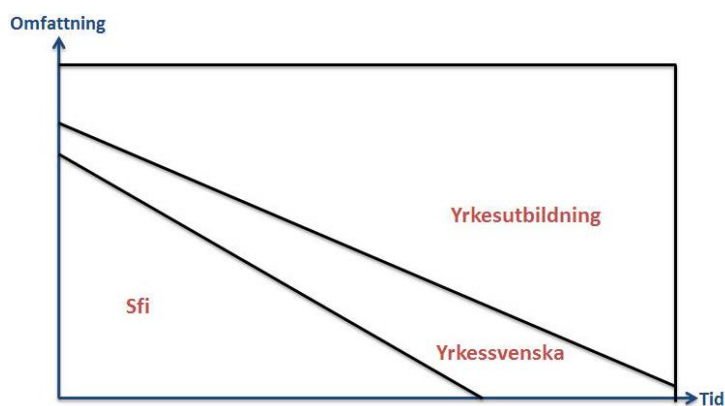 Omfattning
Yrkesutbildning
Sfi
Yrkessvenska
Tid